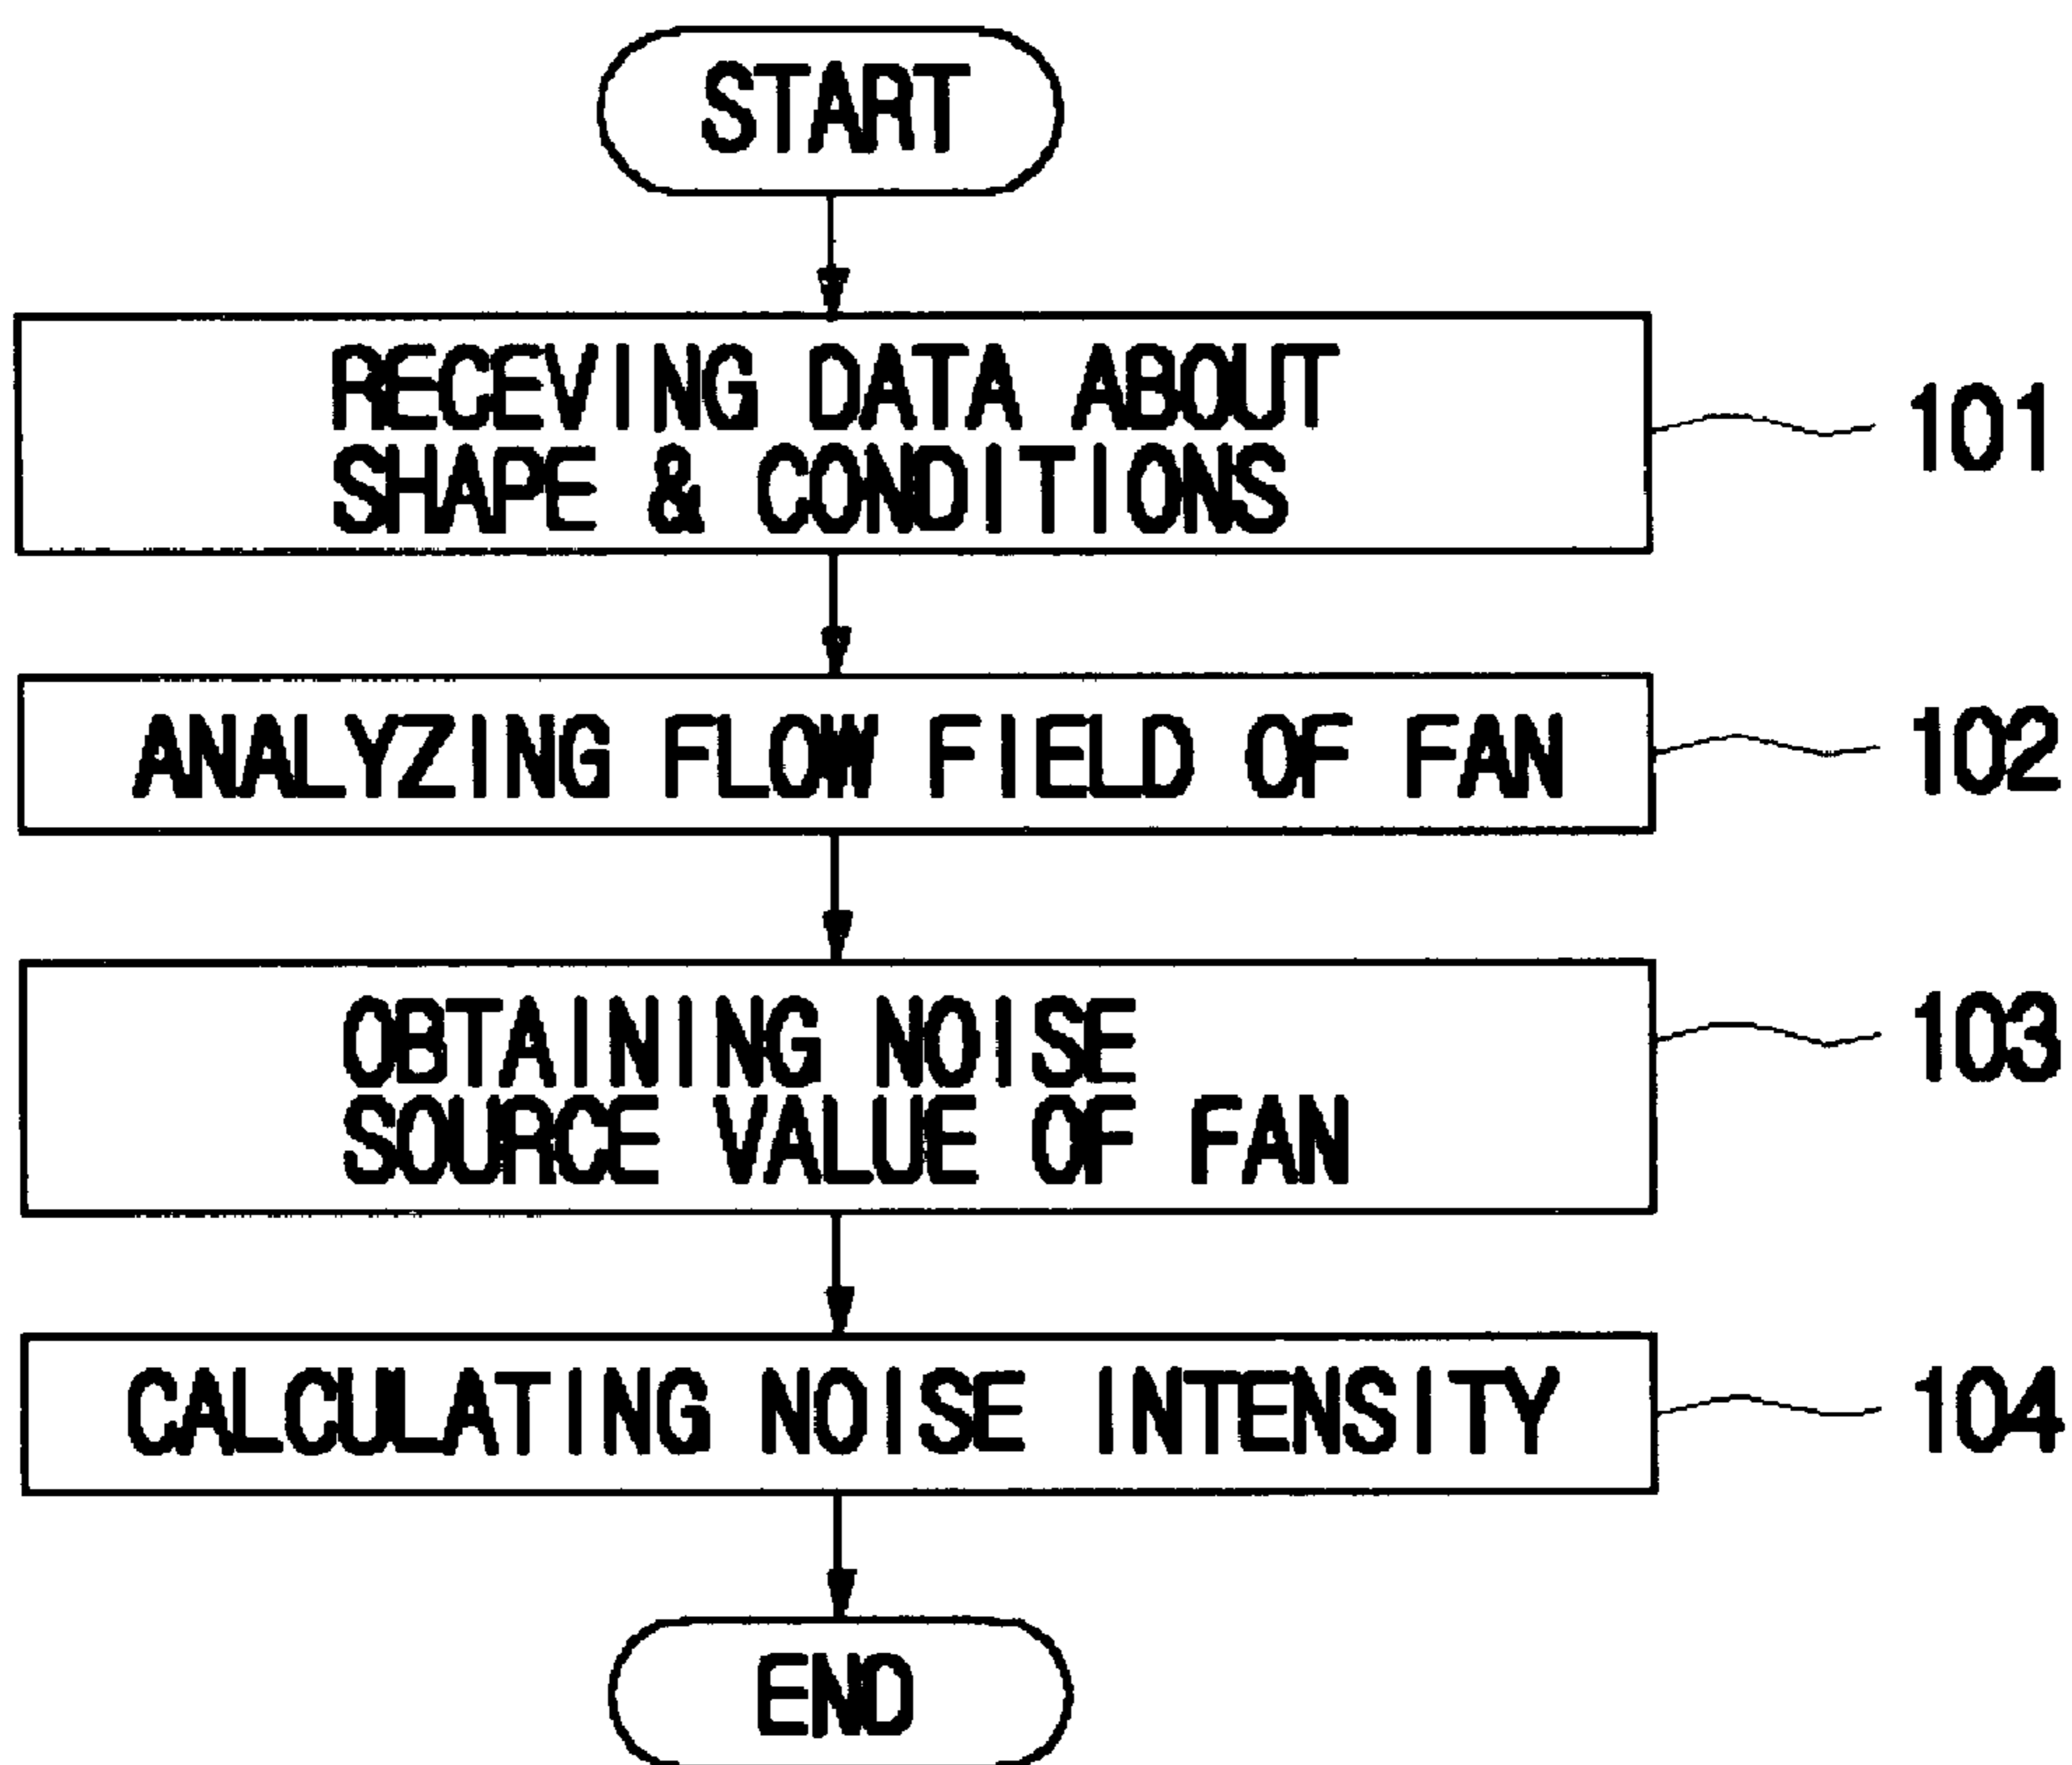 START
RECEVING DATA ABOUT
SHAPE & CONDITIONS
101
ANALYZING FLOW FIELD OF FAN
102
OBTAINING NOISE
SOURCE VALUE OF FAN
103
CALCULATING NOISE INTENSITY
104
END